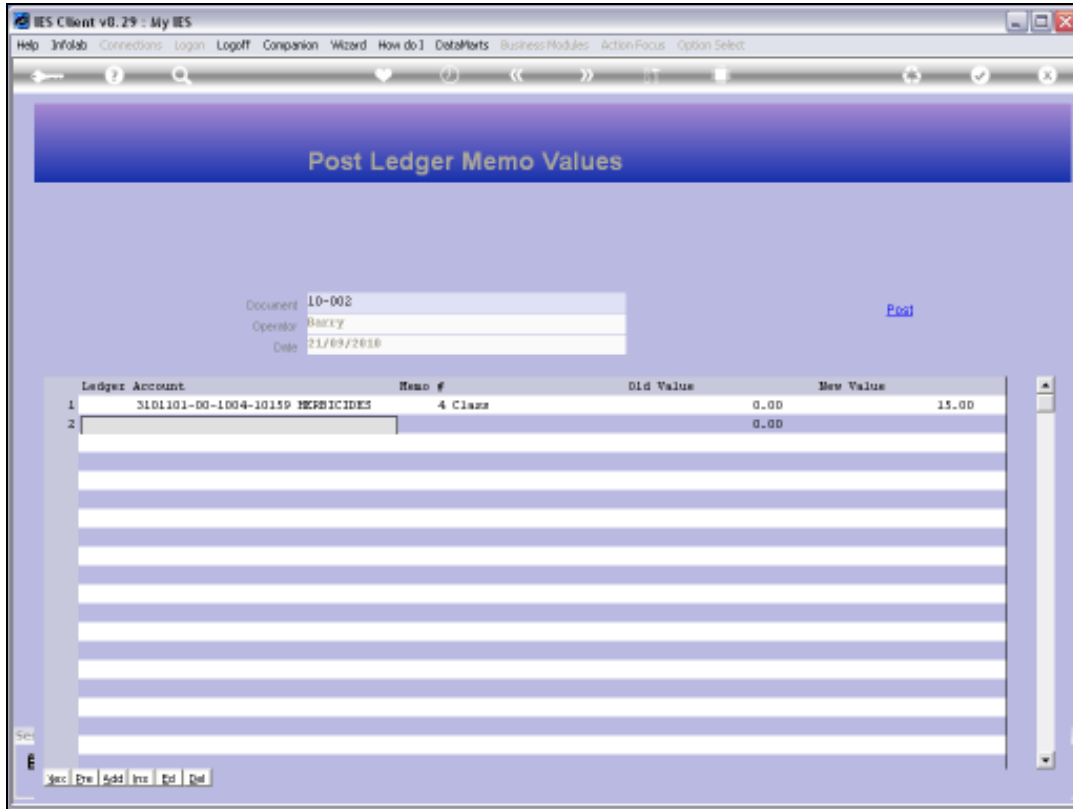 IES Client v8.29 : My IES
Help Infolab Connections Logon Logoff Companion Wizard How do I DataMarts Business Modules Action Focus Option Select
Post Ledger Memo Values
Document 10-002
Post
Operator Barry
Date 21/09/2010
Ledger Account Memo # Old Value New Value
1 3101101-00-1004-10159 HERBICIDES 4 Class 0.00 15.00
2 0.00
Pre Add Ins Ed Del